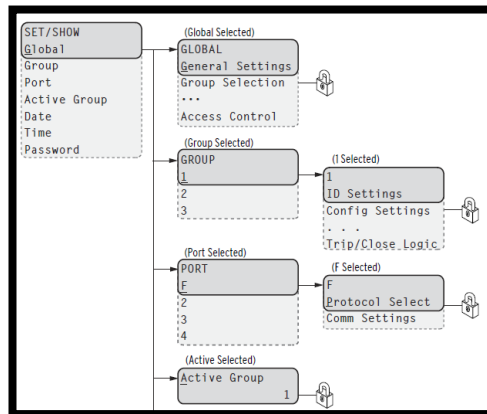 SET/SHOW
Global
Group
Port
Active Group
Date
Time
Password
(Global Selected)
GLOBAL
General Settings
Group Selection
...
Access Control
(Group Selected)
GROUP
1
2
3
(1 Selected)
1
ID Settings
Config Settings
. . .
Trip/Close Logic
(Port Selected)
PORT
F
2
3
4
(F Selected)
F
Protocol Select
Comm Settings
(Active Selected)
Active Group
1